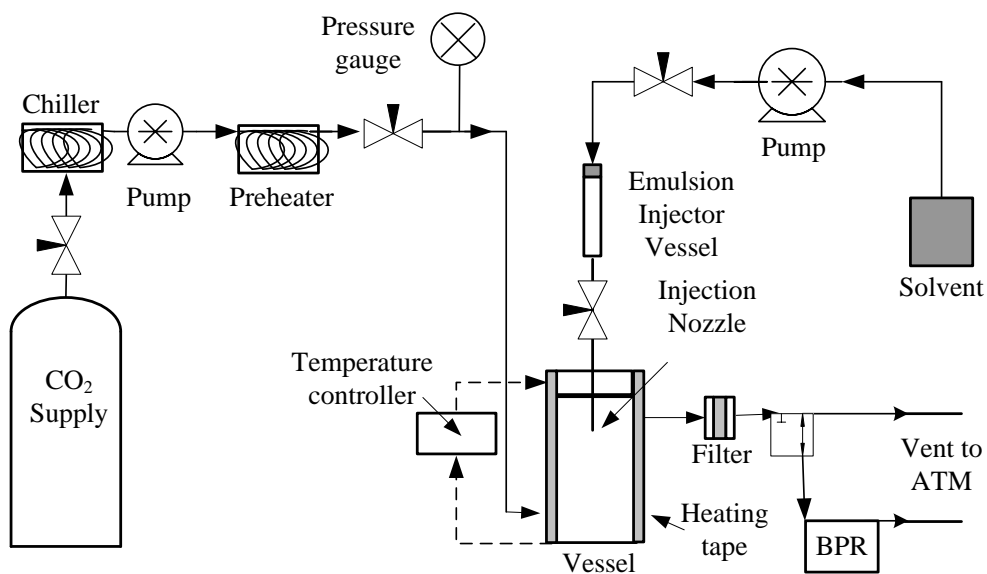 Pressure
gauge
Chiller
Pump
Preheater
Pump
Emulsion
Injector
Vessel
Solvent
Injection
Nozzle
CO₂
Supply
Temperature
controller
Filter
Vent to
ATM
Heating
tape
BPR
Vessel